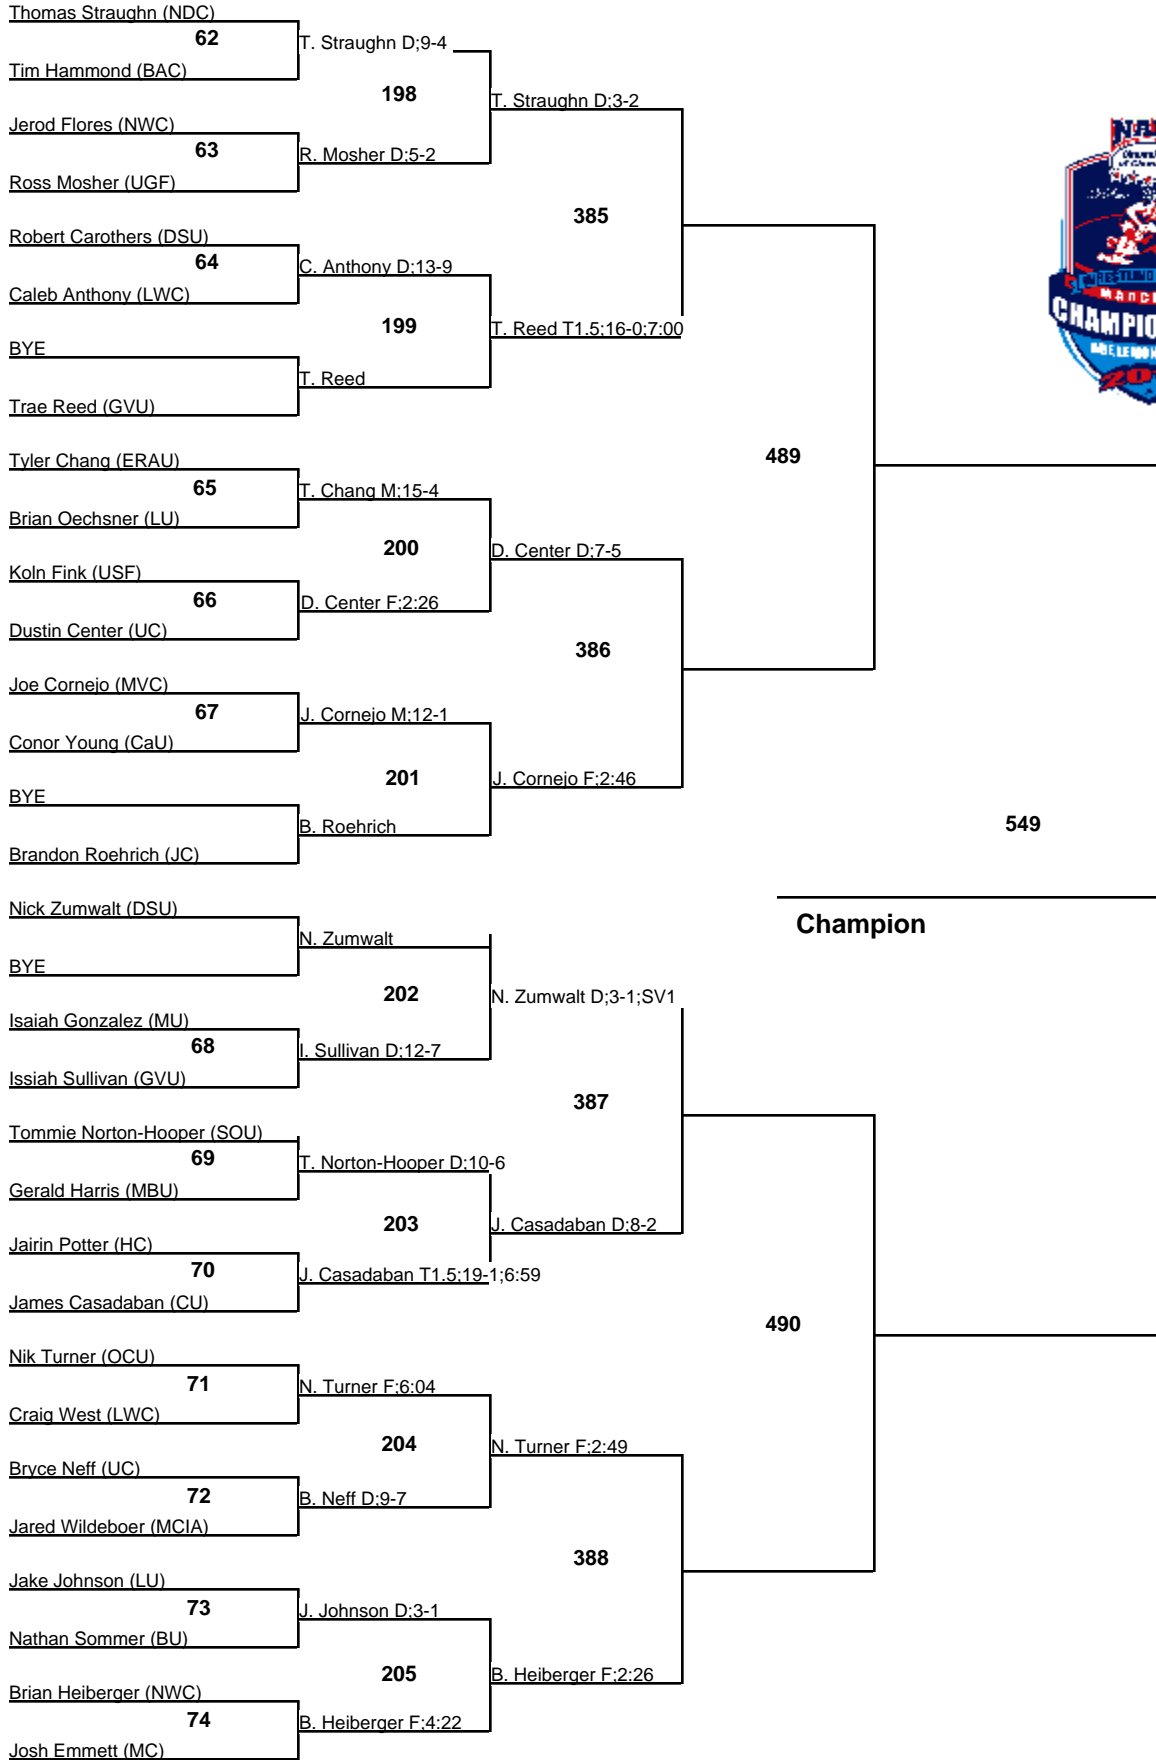 Thomas Straughn (NDC)
62
T. Straughn D;9-4
Tim Hammond (BAC)
198
T. Straughn D;3-2
Jerod Flores (NWC)
63
R. Mosher D;5-2
Ross Mosher (UGF)
385
Robert Carothers (DSU)
64
C. Anthony D;13-9
Caleb Anthony (LWC)
199
T. Reed T1.5;16-0;7:00
BYE
T. Reed
Trae Reed (GVU)
489
Tyler Chang (ERAU)
65
T. Chang M;15-4
Brian Oechsner (LU)
200
D. Center D;7-5
Koln Fink (USF)
66
D. Center F;2:26
Dustin Center (UC)
386
Joe Cornejo (MVC)
67
J. Cornejo M;12-1
Conor Young (CaU)
201
J. Cornejo F;2:46
BYE
B. Roehrich
Brandon Roehrich (JC)
549
Champion
Nick Zumwalt (DSU)
N. Zumwalt
BYE
202
N. Zumwalt D;3-1;SV1
Isaiah Gonzalez (MU)
68
I. Sullivan D;12-7
Issiah Sullivan (GVU)
387
Tommie Norton-Hooper (SOU)
69
T. Norton-Hooper D;10-6
Gerald Harris (MBU)
203
J. Casadaban D;8-2
Jairin Potter (HC)
70
J. Casadaban T1.5;19-1;6:59
James Casadaban (CU)
490
Nik Turner (OCU)
71
N. Turner F;6:04
Craig West (LWC)
204
N. Turner F;2:49
Bryce Neff (UC)
72
B. Neff D;9-7
Jared Wildeboer (MCIA)
388
Jake Johnson (LU)
73
J. Johnson D;3-1
Nathan Sommer (BU)
205
B. Heiberger F;2:26
Brian Heiberger (NWC)
74
B. Heiberger F;4:22
Josh Emmett (MC)